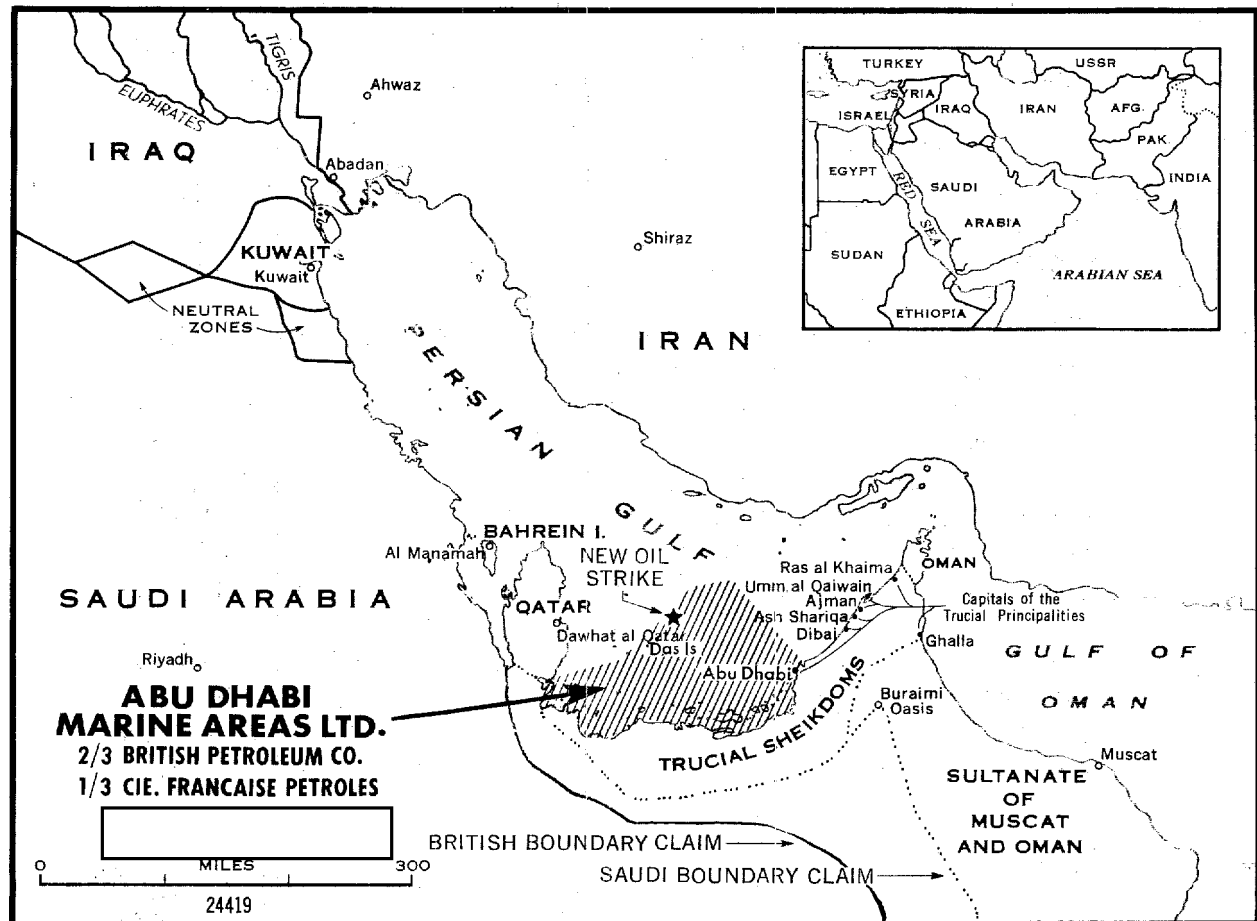 TIGRIS
EUPHRATES
Ahwaz
IRAQ
Abadan
KUWAIT
Kuwait
NEUTRAL
ZONES
Shiraz
IRAN
PERSIAN GULF
TURKEY
USSR
SYRIA
ISRAEL
IRAQ
IRAN
AFG.
PAK.
EGYPT
INDIA
RED SEA
SAUDI
ARABIA
SUDAN
ARABIAN SEA
ETHIOPIA
BAHREIN I.
Al Manamah
NEW OIL
STRIKE
QATAR
Dawhat al Qatar
Das Is
SAUDI ARABIA
Riyadh
Ras al Khaima
Umm al Qaiwain
Ajman
Ash Shariqa
Dibai
Abu Dhabi
OMAN
Capitals of the
Trucial Principalities
Ghalla
GULF OF
OMAN
Buraimi
Oasis
TRUCIAL SHEIKDOMS
Muscat
SULTANATE
OF
MUSCAT
AND OMAN
ABU DHABI
MARINE AREAS LTD.
2/3 BRITISH PETROLEUM CO.
1/3 CIE. FRANCAISE PETROLES
BRITISH BOUNDARY CLAIM
SAUDI BOUNDARY CLAIM
0 MILES 300
24419